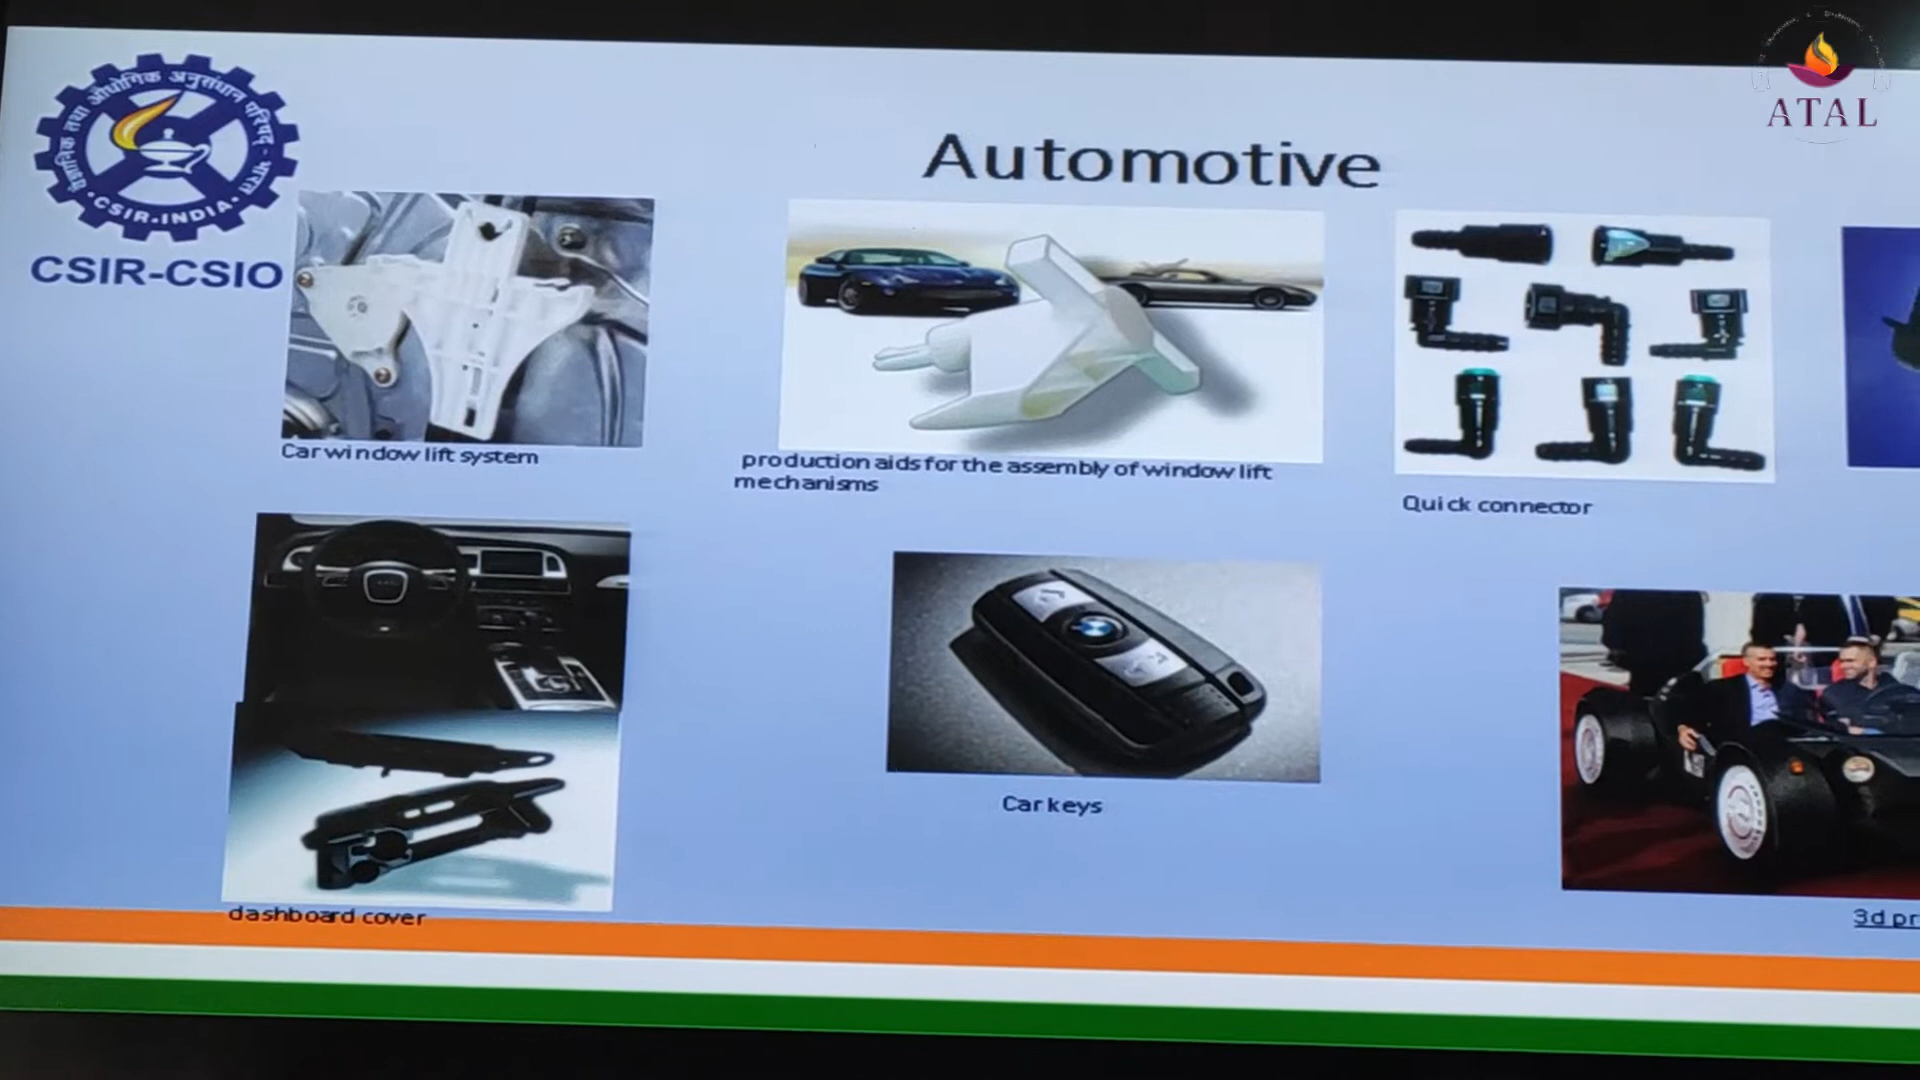 वैज्ञानिक तथा औद्योगिक अनुसंधान परिषद् - भारत
CSIR-INDIA
CSIR-CSIO
ATAL
Automotive
Car window lift system
production aids for the assembly of window lift
mechanisms
Quick connector
dashboard cover
Car keys
3d pr